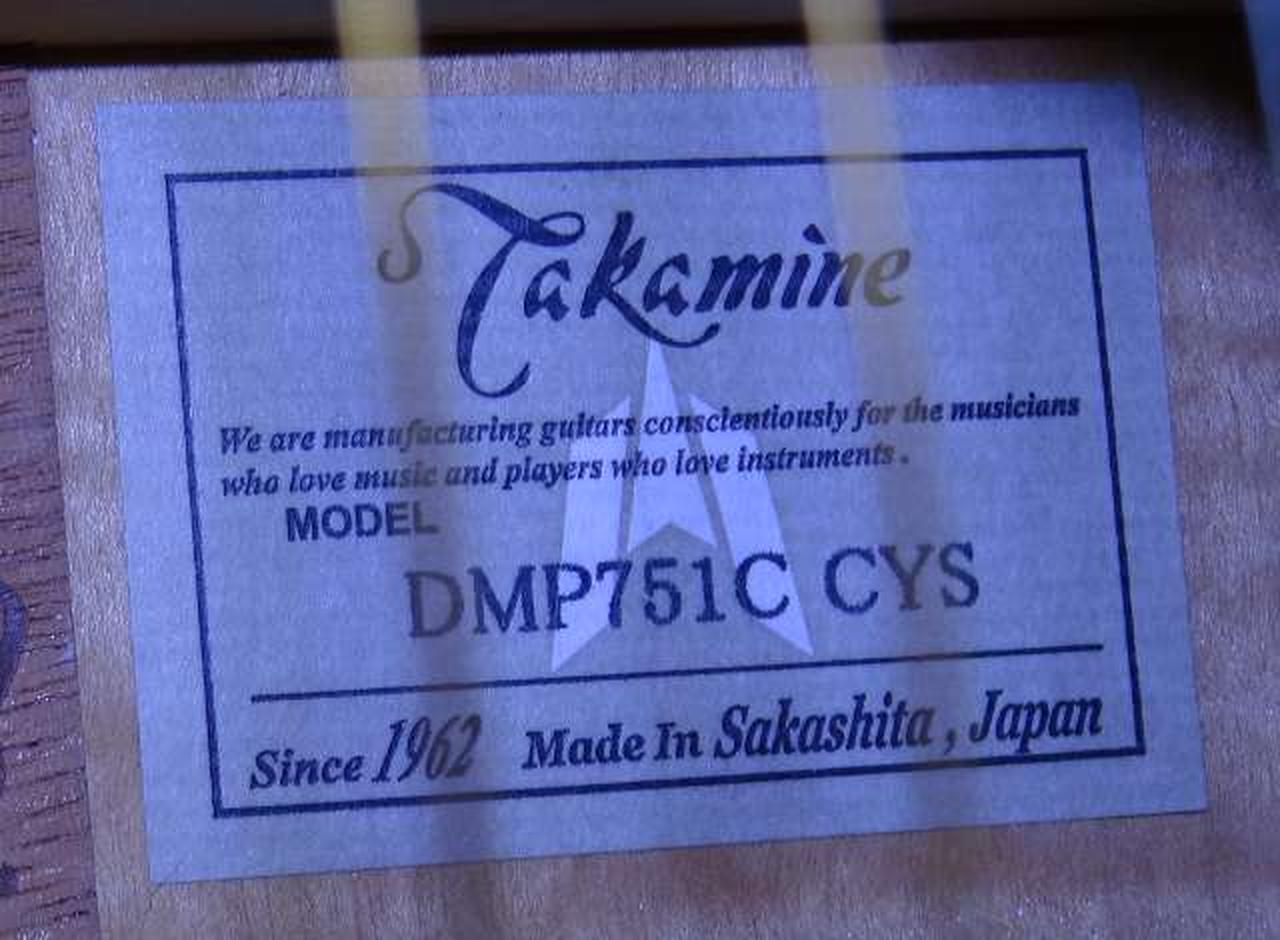 Takamine
We are manufacturing guitars conscientiously for the musicians
who love music and players who love instruments.
MODEL
DMP751C CYS
Since 1962 Made In Sakashita, Japan